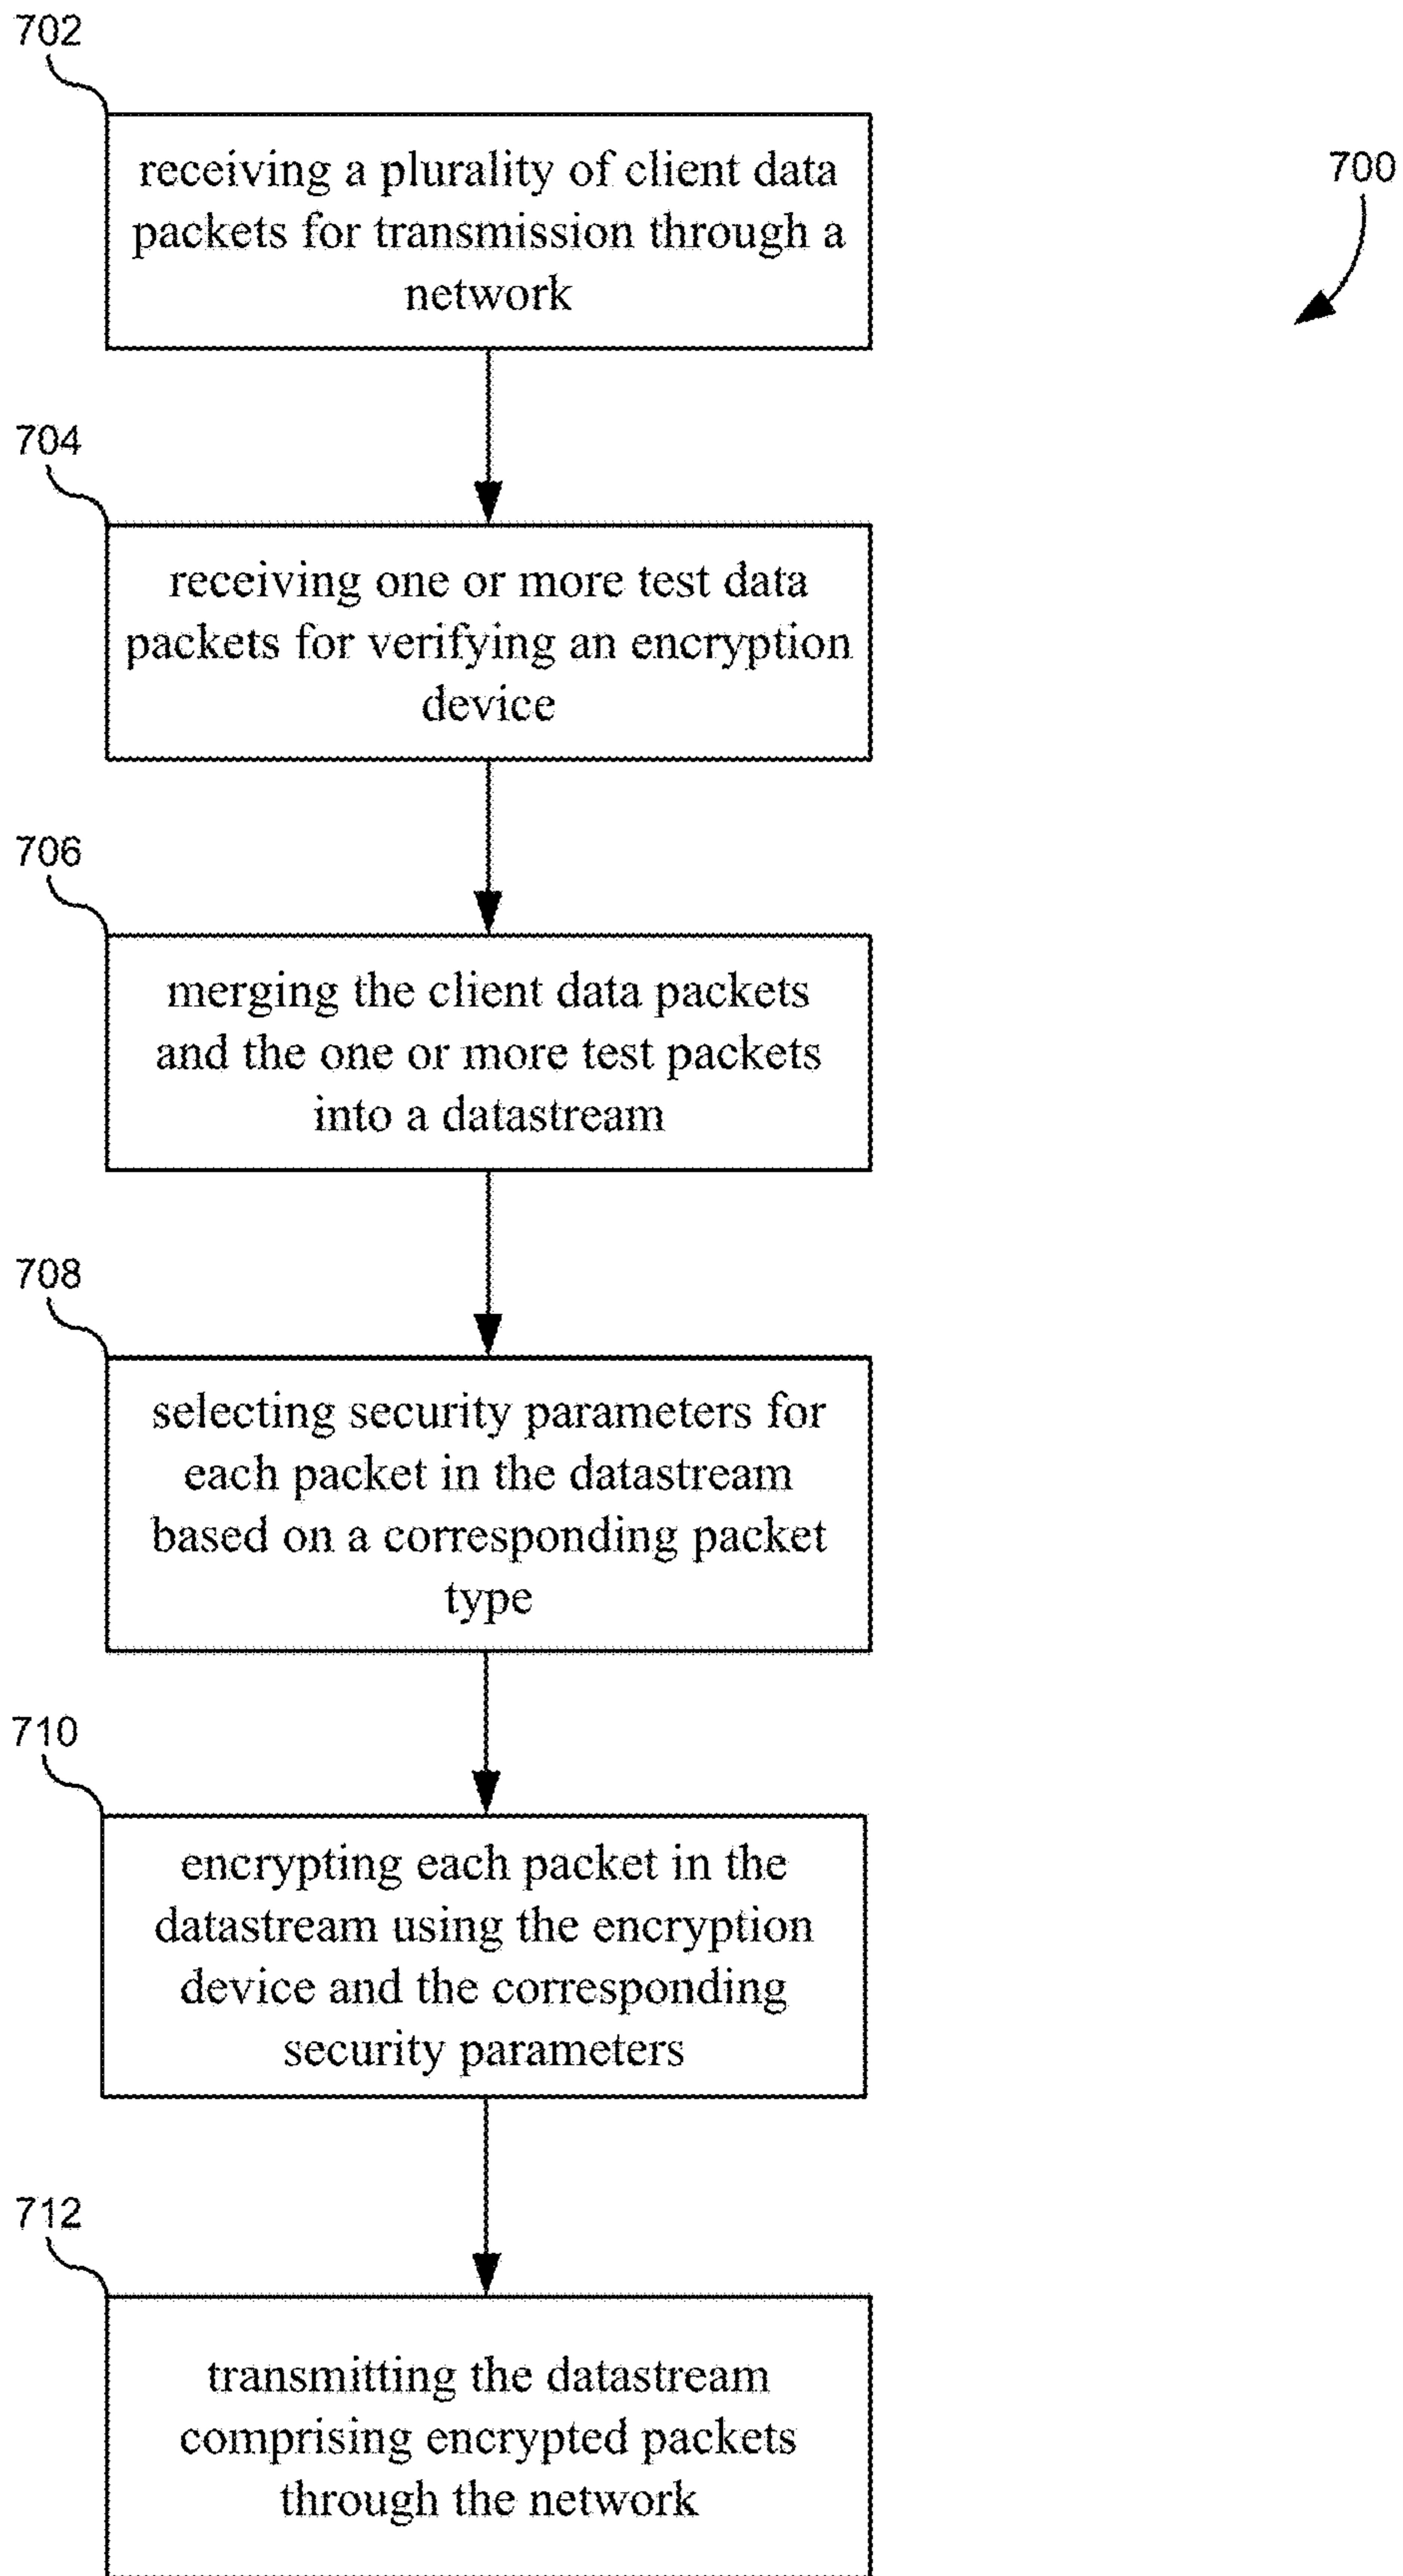 702
700
receiving a plurality of client data
packets for transmission through a
network
704
receiving one or more test data
packets for verifying an encryption
device
706
merging the client data packets
and the one or more test packets
into a datastream
708
selecting security parameters for
each packet in the datastream
based on a corresponding packet
type
710
encrypting each packet in the
datastream using the encryption
device and the corresponding
security parameters
712
transmitting the datastream
comprising encrypted packets
through the network